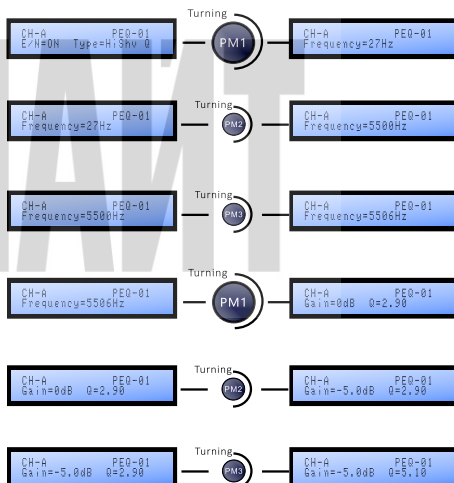 Turning
CH-A PEQ-01
E/N=ON Type=HiShv Q
PM1
CH-A PEQ-01
Frequency=27Hz
Turning
CH-A PEQ-01
Frequency=27Hz
PM2
CH-A PEQ-01
Frequency=5500Hz
Turning
CH-A PEQ-01
Frequency=5500Hz
PM3
CH-A PEQ-01
Frequency=5506Hz
Turning
CH-A PEQ-01
Frequency=5506Hz
PM1
CH-A PEQ-01
Gain=0dB Q=2.90
Turning
CH-A PEQ-01
Gain=0dB Q=2.90
PM2
CH-A PEQ-01
Gain=-5.0dB Q=2.90
Turning
CH-A PEQ-01
Gain=-5.0dB Q=2.90
PM3
CH-A PEQ-01
Gain=-5.0dB Q=5.10